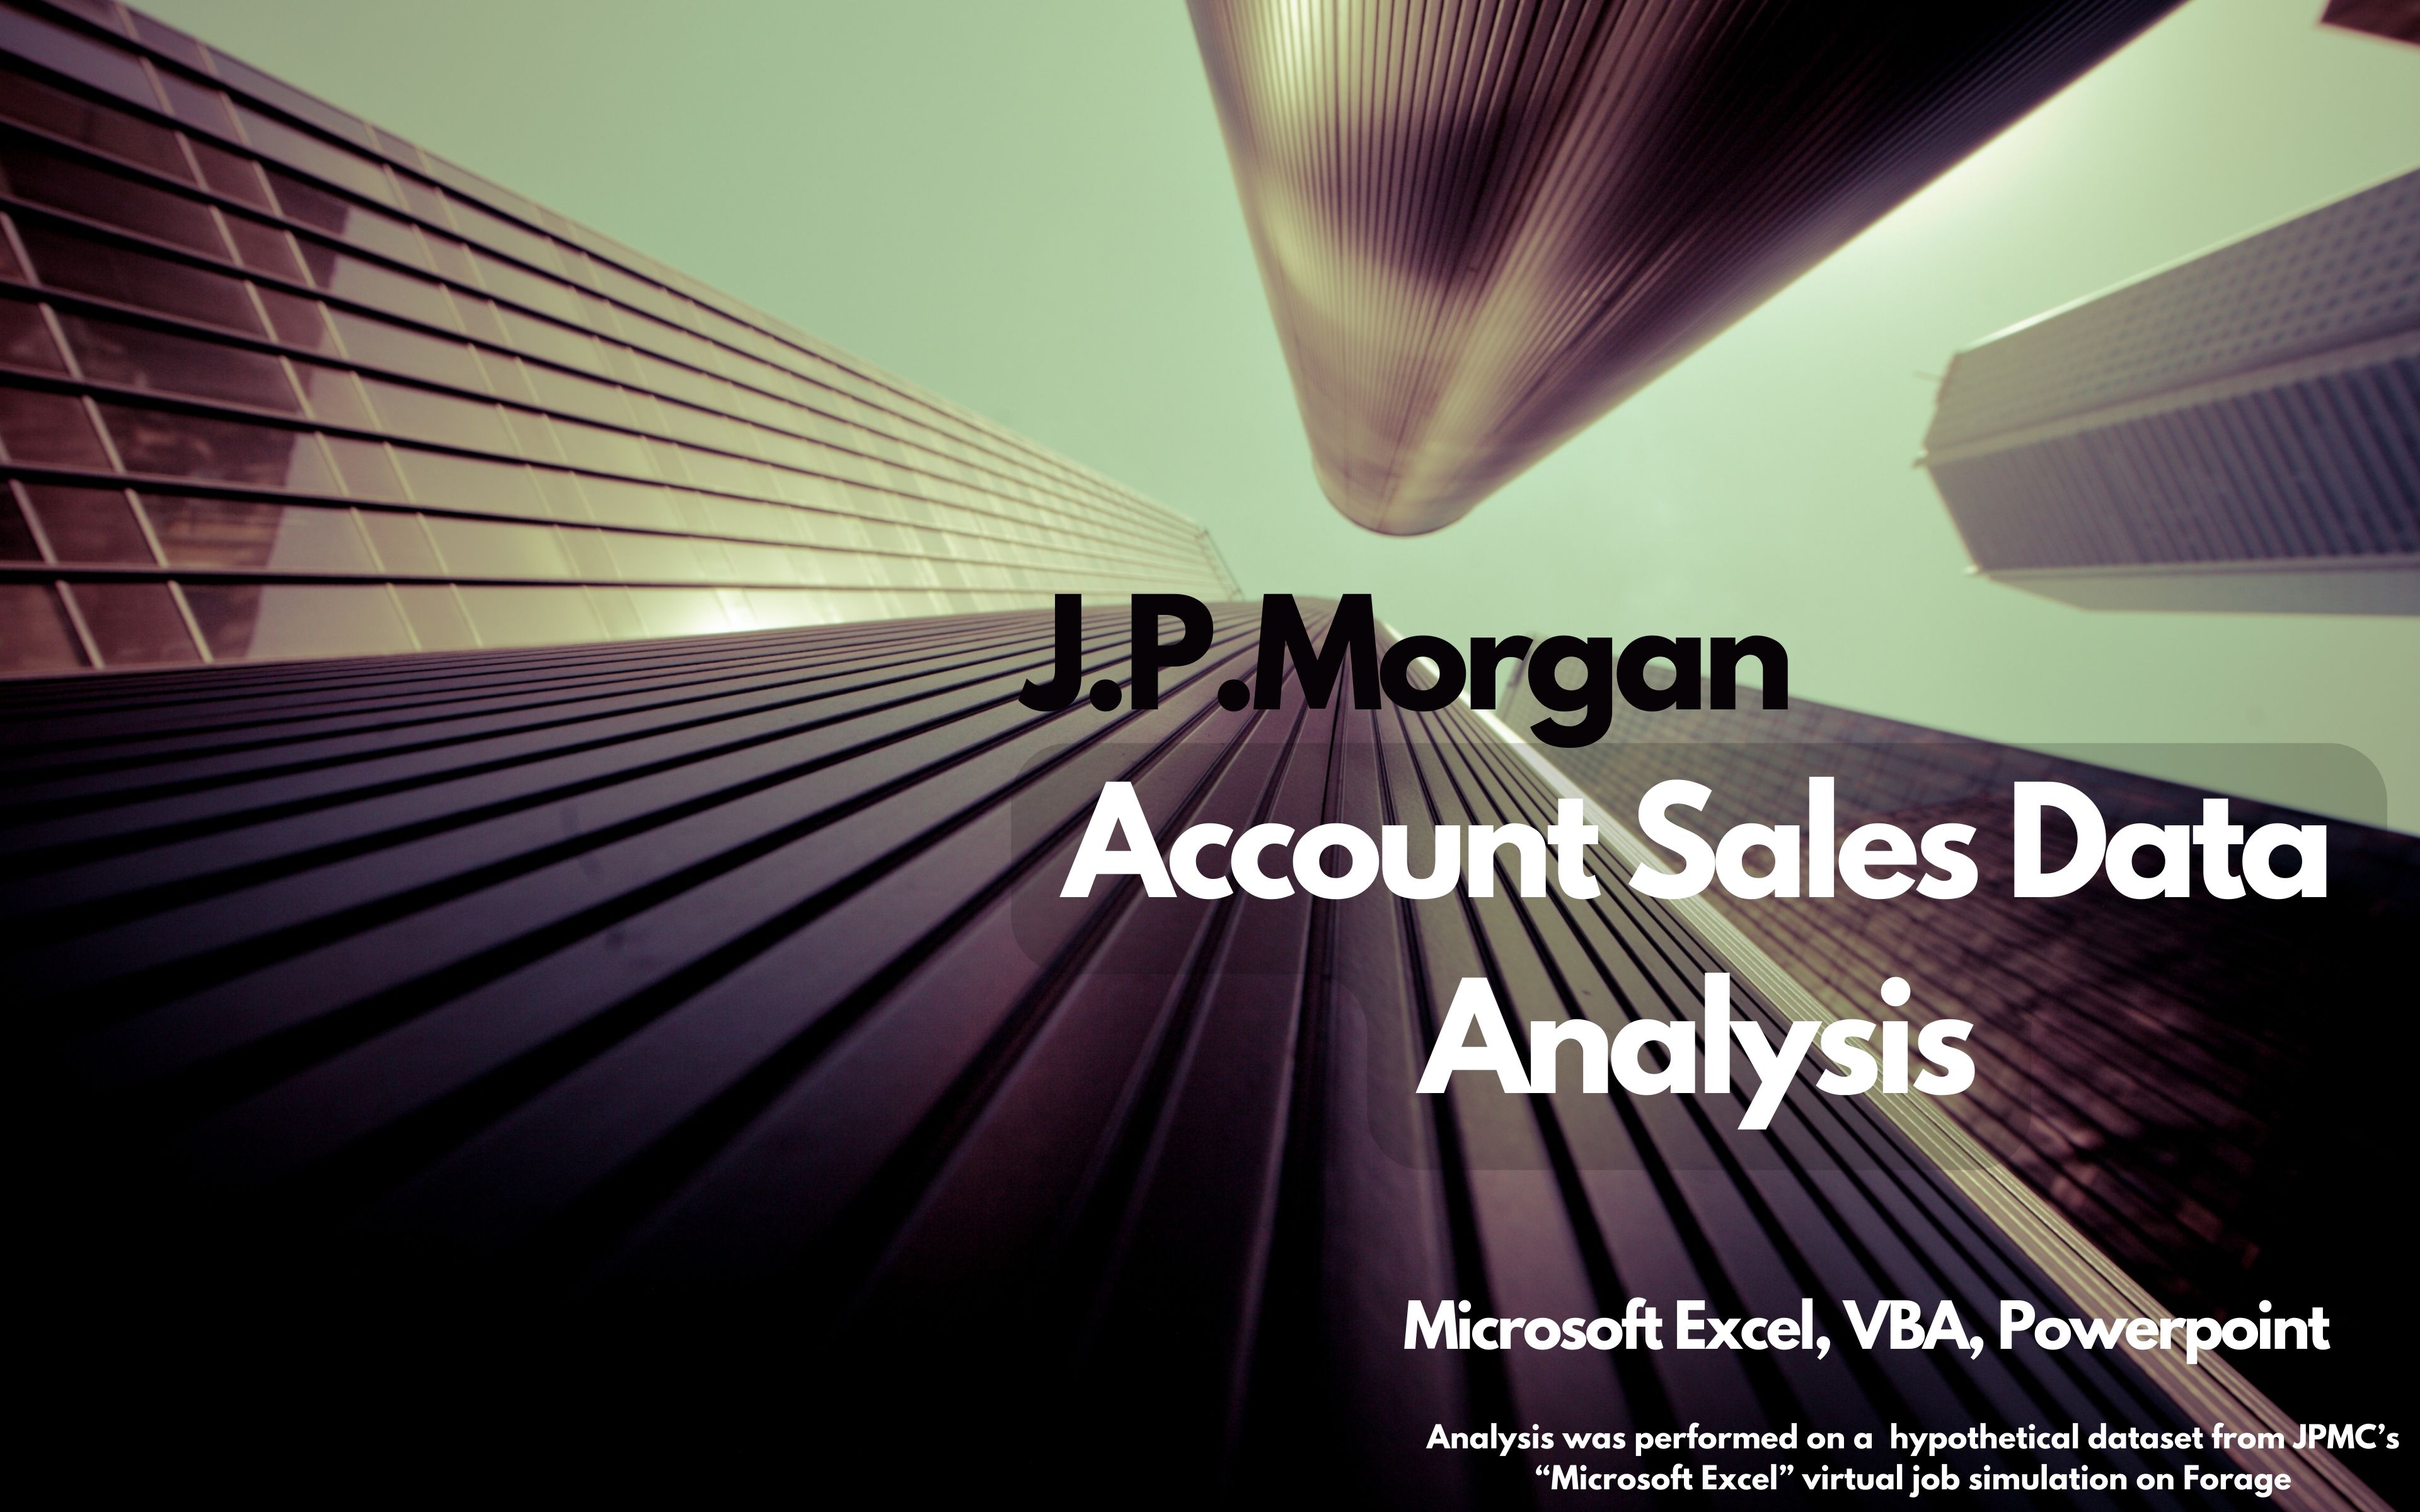 J.P.Morgan
Account Sales Data
Analysis
Microsoft Excel, VBA, Powerpoint
Analysis was performed on a  hypothetical dataset from JPMC’s
“Microsoft Excel” virtual job simulation on Forage